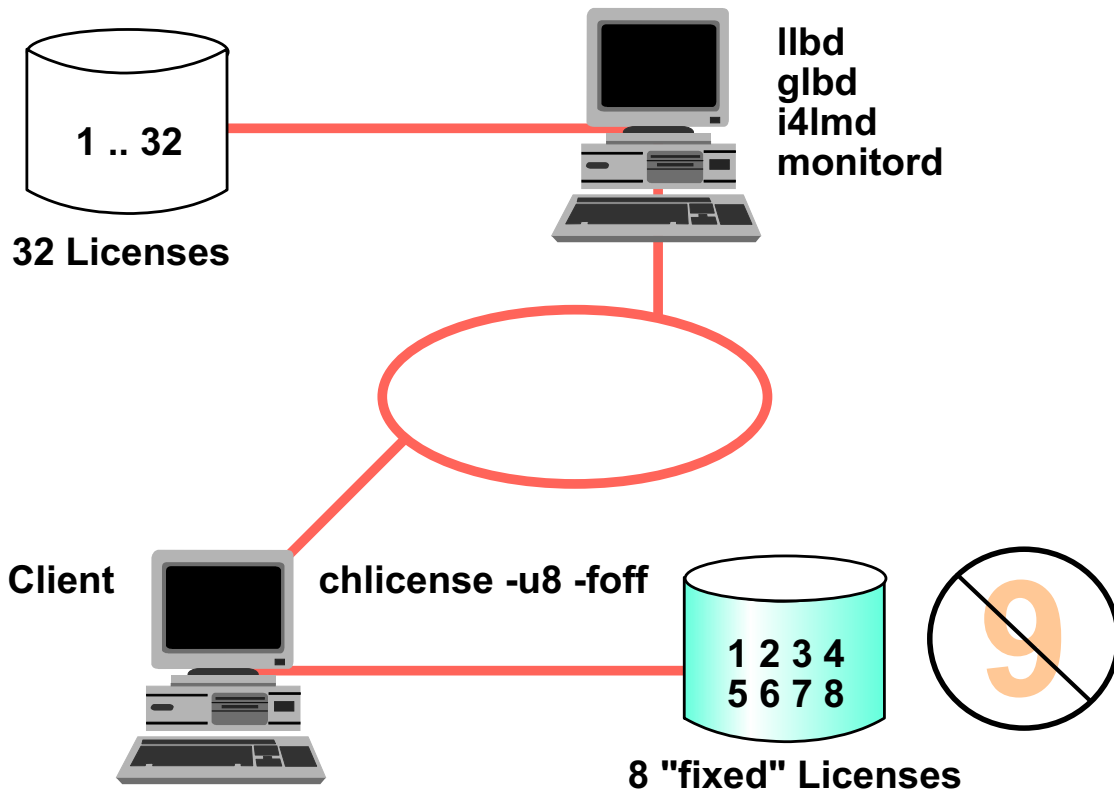 llbd
glbd
i4lmd
monitord
1 .. 32
32 Licenses
Client
chlicense -u8 -foff
1 2 3 4
5 6 7 8
9
8 "fixed" Licenses